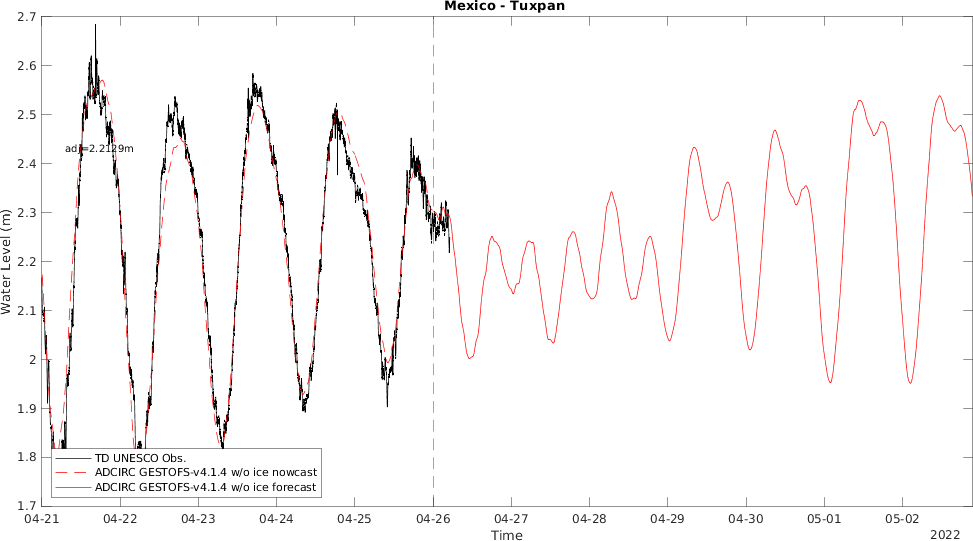 Mexico - Tuxpan
2.7
2.6
2.5
2.4
2.3
2.2
2.1
2
1.9
1.8
1.7
Water Level (m)
adj=2.2129m
TD UNESCO Obs.
ADCIRC GESTOFS-v4.1.4 w/o ice nowcast
ADCIRC GESTOFS-v4.1.4 w/o ice forecast
04-21 04-22 04-23 04-24 04-25 04-26 04-27 04-28 04-29 04-30 05-01 05-02
Time
2022